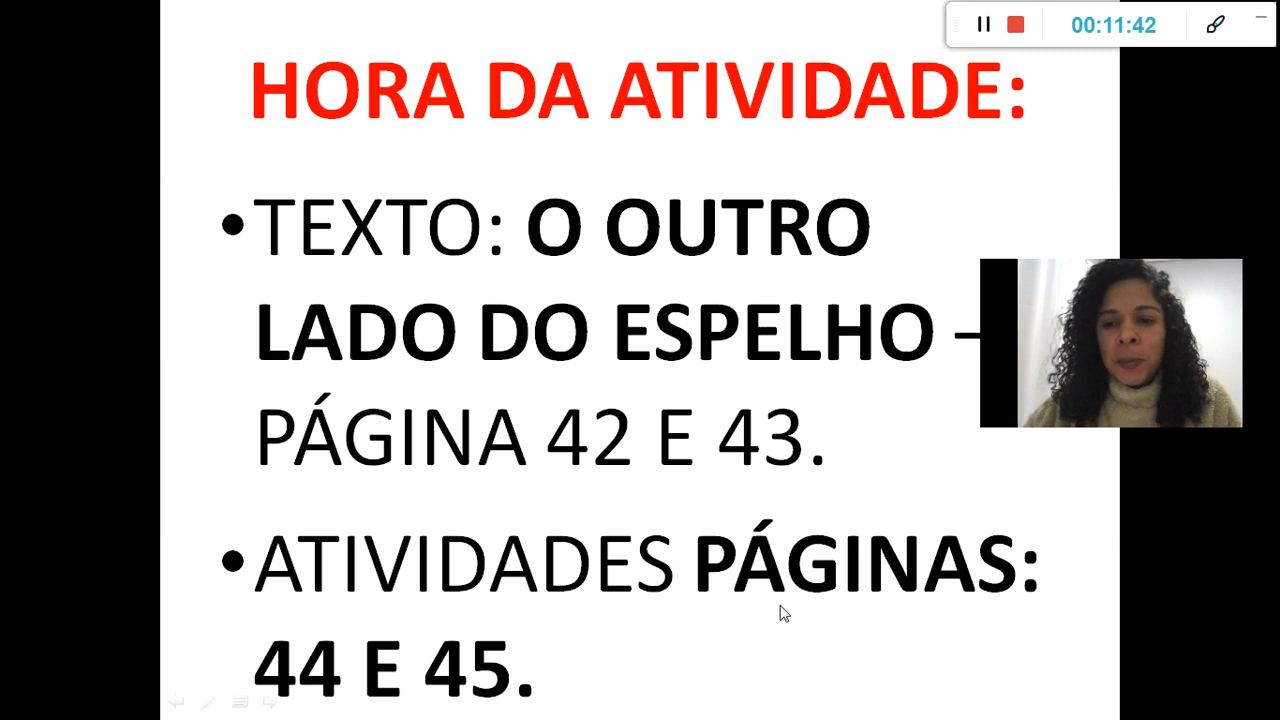 00:11:42
HORA DA ATIVIDADE:
•TEXTO: O OUTRO
LADO DO ESPELHO –
PÁGINA 42 E 43.
•ATIVIDADES PÁGINAS:
44 E 45.